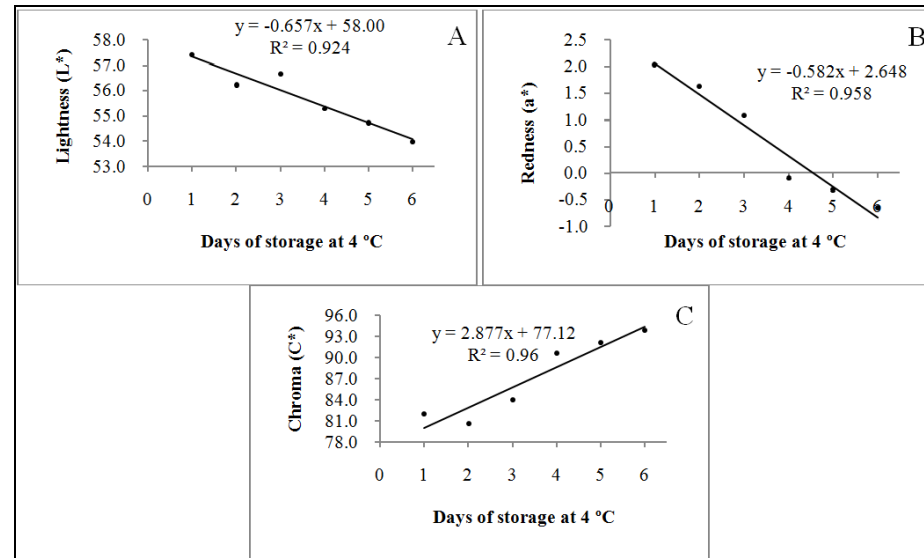 A
y = -0.657x + 58.00
R² = 0.924
Lightness (L*)
58.0
57.0
56.0
55.0
54.0
53.0
0 1 2 3 4 5 6
Days of storage at 4 ºC
B
y = -0.582x + 2.648
R² = 0.958
Redness (a*)
2.5
2.0
1.5
1.0
0.5
0.0
-0.5
-1.0
0 1 2 3 4 5 6
Days of storage at 4 ºC
C
y = 2.877x + 77.12
R² = 0.96
Chroma (C*)
96.0
93.0
90.0
87.0
84.0
81.0
78.0
0 1 2 3 4 5 6
Days of storage at 4 ºC